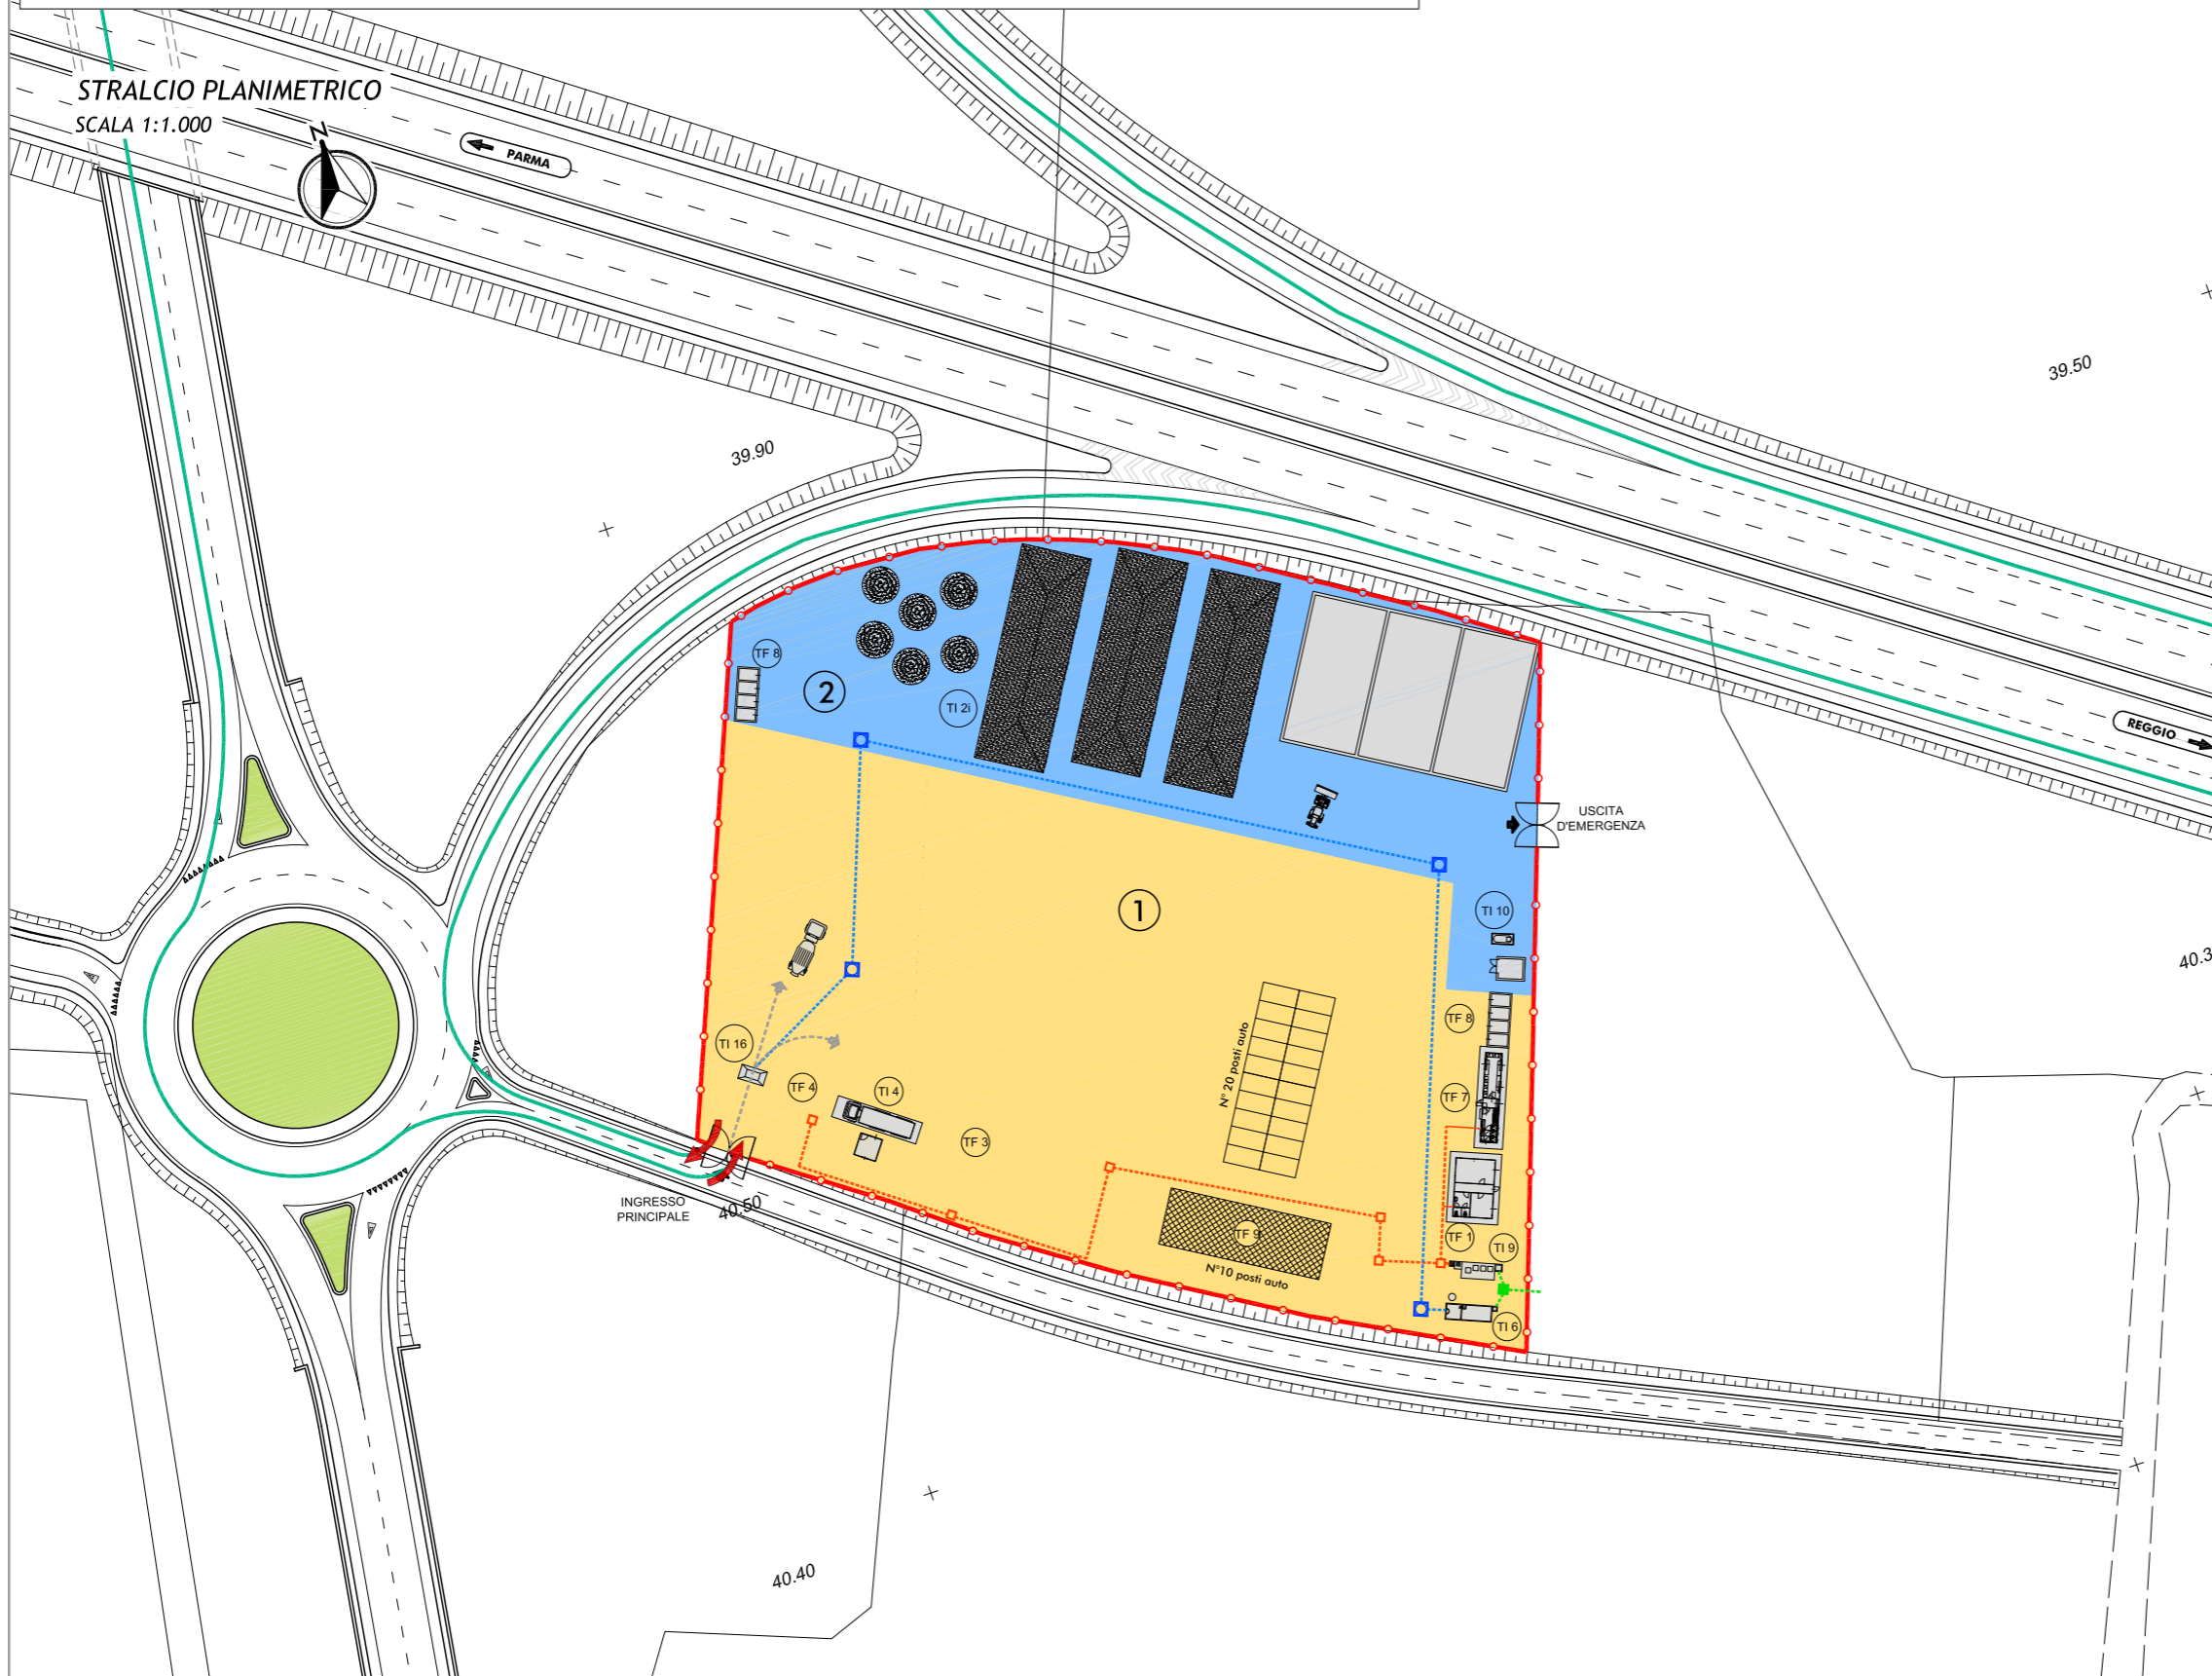 STRALCIO PLANIMETRICO
SCALA 1:1.000
N
PARMA
39.50
39.90
TF 8
2
TI 2i
REGGIO
USCITA
D'EMERGENZA
1
TI 10
TF 8
TI 16
N° 20 posti auto
TF 4
TI 4
TF 7
TF 3
INGRESSO
PRINCIPALE
40.50
TF 9
TF 1
TI 9
N°10 posti auto
TI 6
40.40